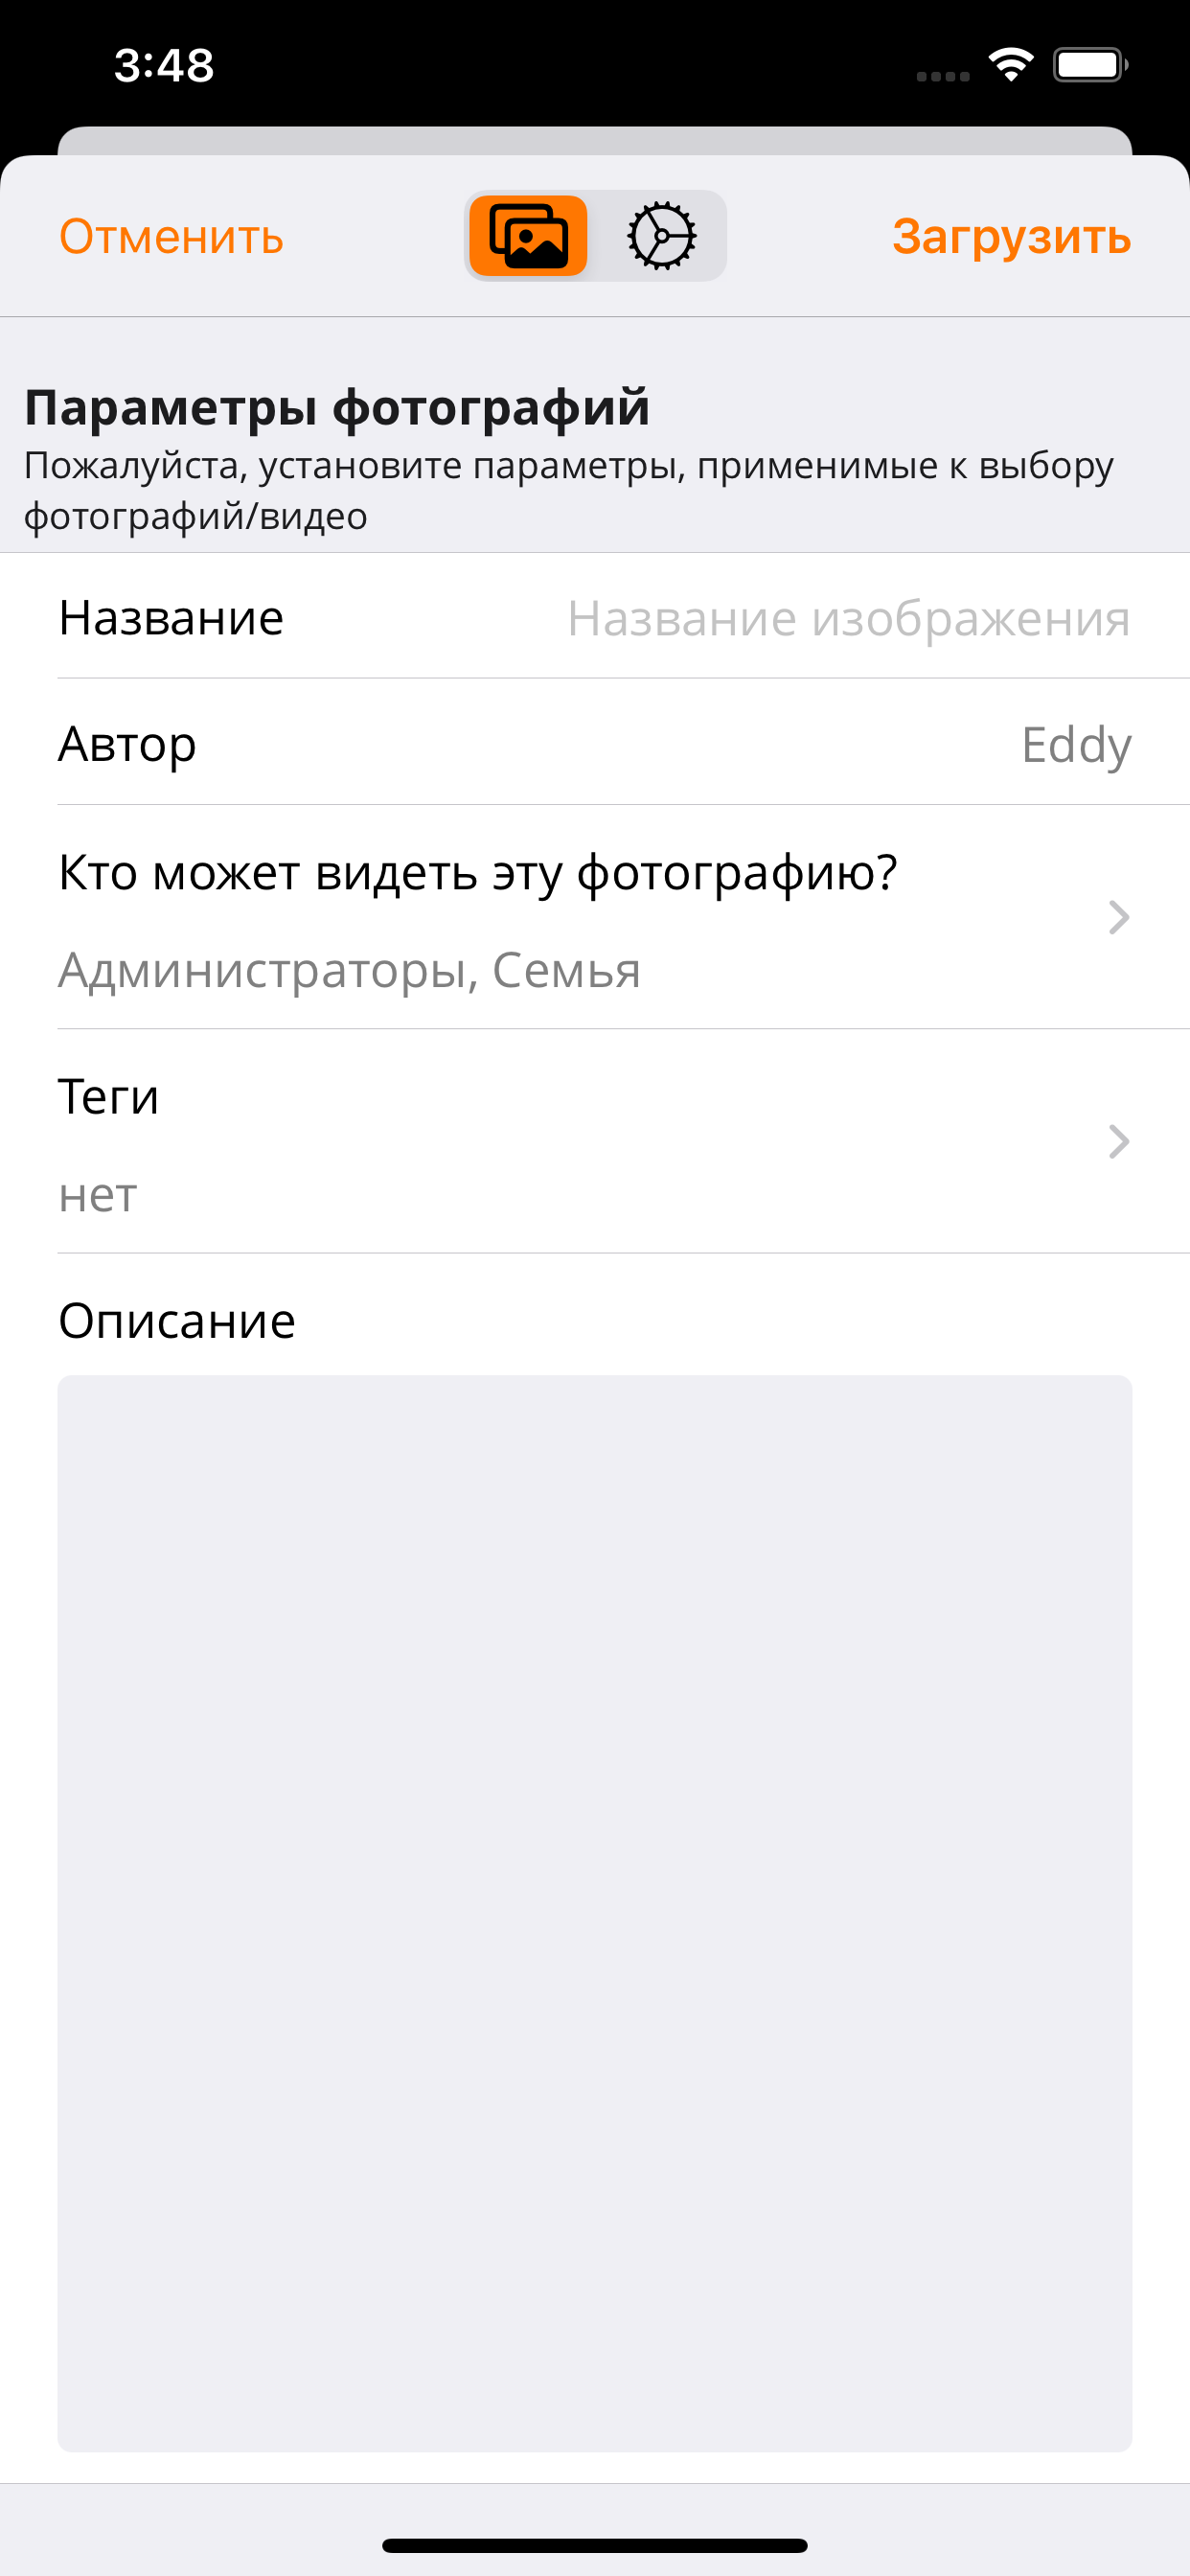 3:48
Отменить
Загрузить
Параметры фотографий
Пожалуйста, установите параметры, применимые к выбору
фотографий/видео
Название
Название изображения
Автор
Eddy
Кто может видеть эту фотографию?
Администраторы, Семья
Теги
нет
Описание